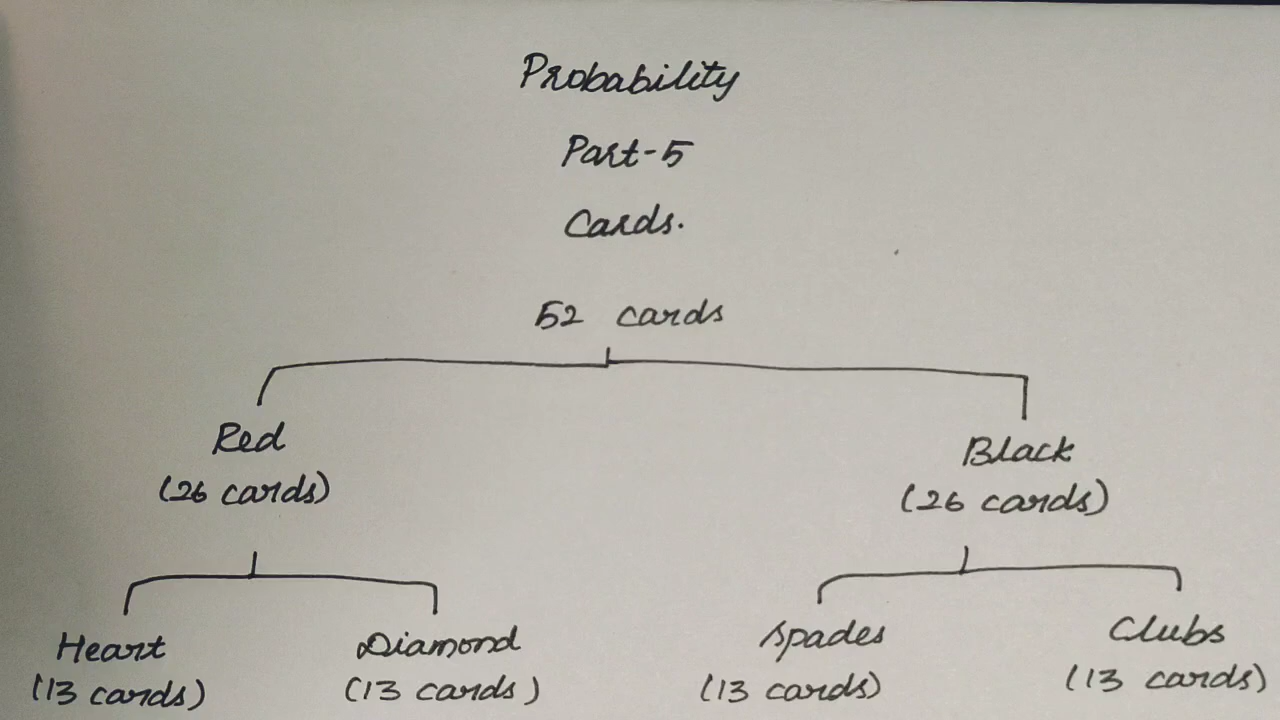 Probability
Part-5
Cards.
52 cards
Red
(26 cards)
Black
(26 cards)
Heart
(13 cards)
Diamond
(13 cards)
Spades
(13 cards)
Clubs
(13 cards)